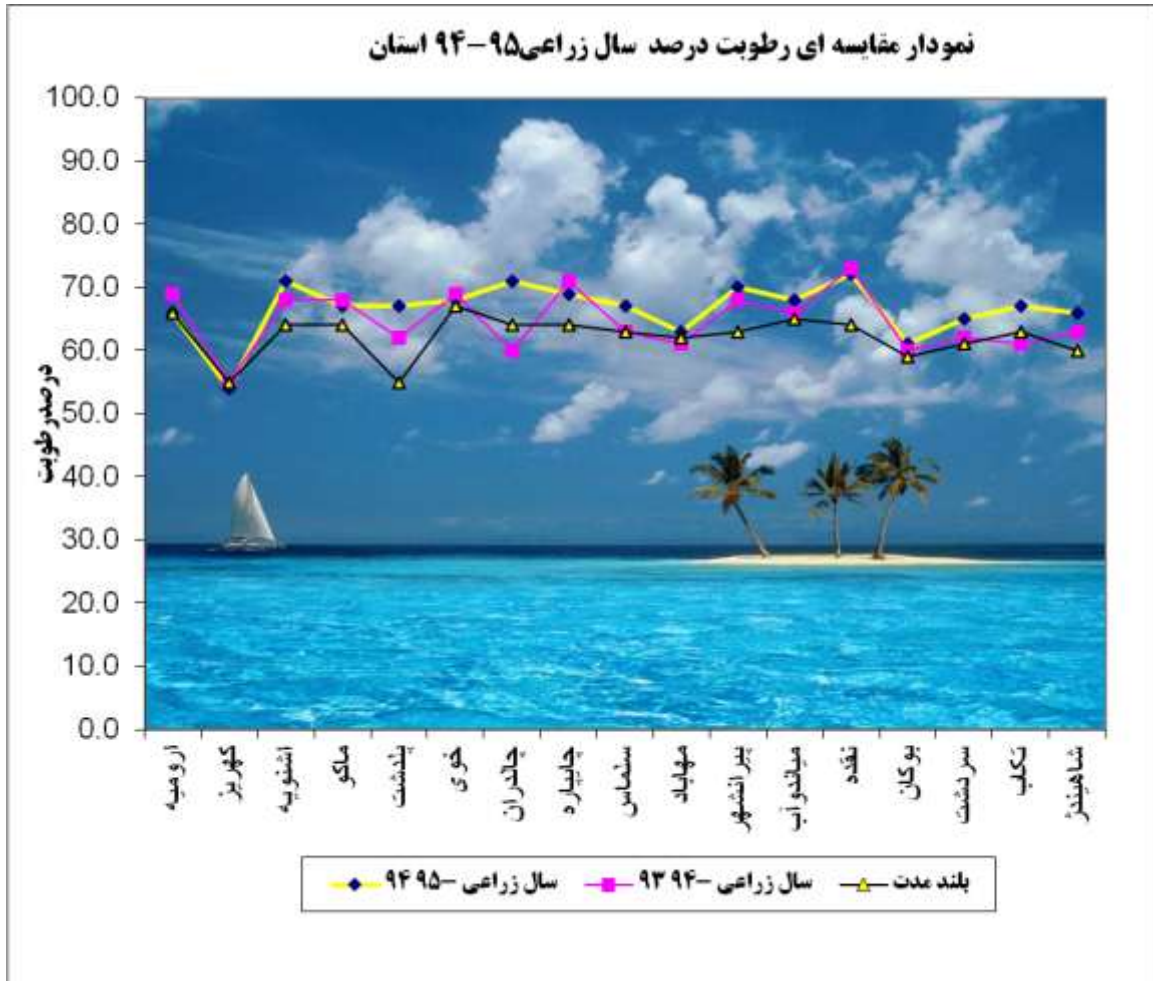 نمودار مقایسه ای رطوبت درصد سال زراعی۹۵-۹۴ استان
درصدرطوبت
100.0
90.0
80.0
70.0
60.0
50.0
40.0
30.0
20.0
10.0
0.0
ارومیه
کهریز
اشنویه
ماکو
پلدشت
خوی
چالدران
چایپاره
سلماس
مهاباد
پیرانشهر
میاندوآب
نقده
بوکان
سردشت
تکاب
شاهیندژ
سال زراعی -۹۵ ۹۴
سال زراعی -۹۴ ۹۳
بلند مدت